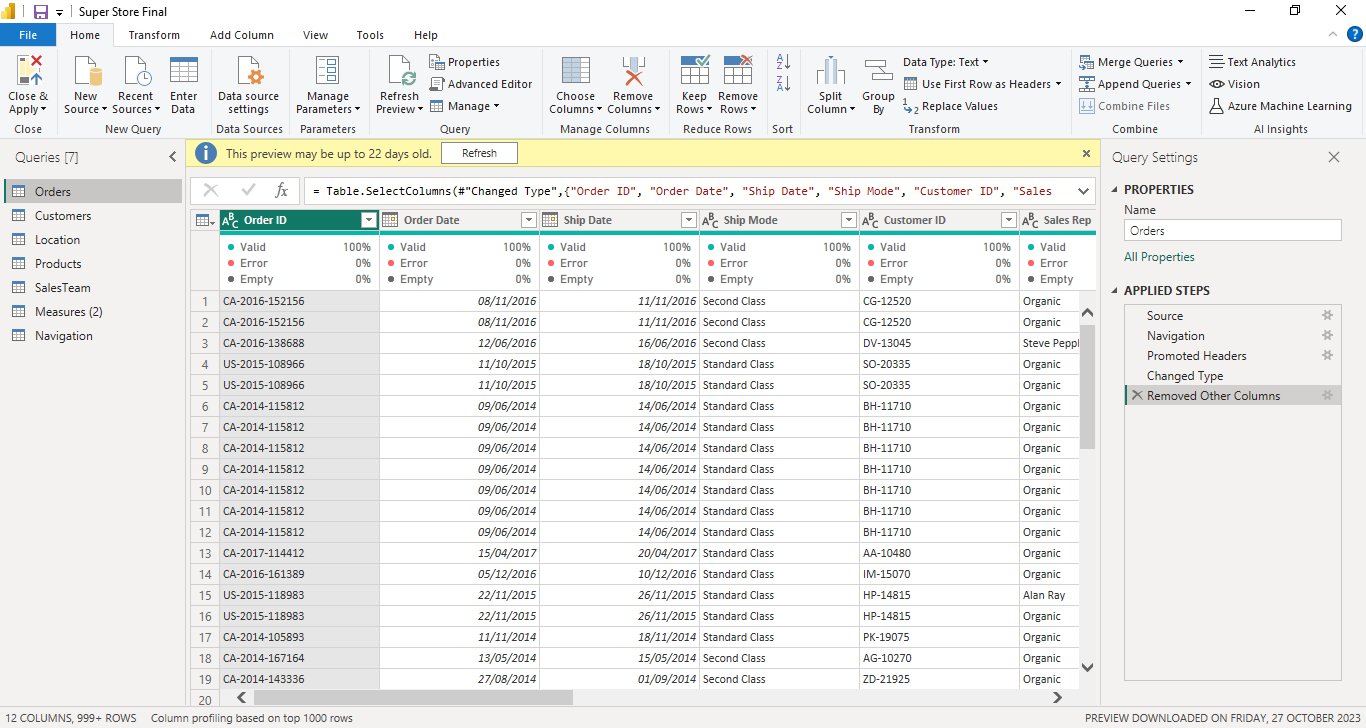 Super Store Final
File Home Transform Add Column View Tools Help
Close & Apply
Close
New Source
Recent Sources
Enter Data
New Query
Data source settings
Data Sources
Manage Parameters
Parameters
Refresh Preview
Properties
Advanced Editor
Manage
Query
Choose Columns
Remove Columns
Manage Columns
Keep Rows
Remove Rows
Reduce Rows
Sort
Split Column
Group By
Data Type: Text
Use First Row as Headers
Replace Values
Transform
Merge Queries
Append Queries
Combine Files
Combine
Text Analytics
Vision
Azure Machine Learning
AI Insights
Queries [7]
Orders
Customers
Location
Products
SalesTeam
Measures (2)
Navigation
This preview may be up to 22 days old. Refresh
fx = Table.SelectColumns(#"Changed Type",{"Order ID", "Order Date", "Ship Date", "Ship Mode", "Customer ID", "Sales
Order ID Order Date Ship Date Ship Mode Customer ID Sales Rep
Valid 100% Valid 100% Valid 100% Valid 100% Valid 100% Valid
Error 0% Error 0% Error 0% Error 0% Error 0% Error
Empty 0% Empty 0% Empty 0% Empty 0% Empty 0% Empty
1 CA-2016-152156 08/11/2016 11/11/2016 Second Class CG-12520 Organic
2 CA-2016-152156 08/11/2016 11/11/2016 Second Class CG-12520 Organic
3 CA-2016-138688 12/06/2016 16/06/2016 Second Class DV-13045 Steve Peppl
4 US-2015-108966 11/10/2015 18/10/2015 Standard Class SO-20335 Organic
5 US-2015-108966 11/10/2015 18/10/2015 Standard Class SO-20335 Organic
6 CA-2014-115812 09/06/2014 14/06/2014 Standard Class BH-11710 Organic
7 CA-2014-115812 09/06/2014 14/06/2014 Standard Class BH-11710 Organic
8 CA-2014-115812 09/06/2014 14/06/2014 Standard Class BH-11710 Organic
9 CA-2014-115812 09/06/2014 14/06/2014 Standard Class BH-11710 Organic
10 CA-2014-115812 09/06/2014 14/06/2014 Standard Class BH-11710 Organic
11 CA-2014-115812 09/06/2014 14/06/2014 Standard Class BH-11710 Organic
12 CA-2014-115812 09/06/2014 14/06/2014 Standard Class BH-11710 Organic
13 CA-2017-114412 15/04/2017 20/04/2017 Standard Class AA-10480 Organic
14 CA-2016-161389 05/12/2016 10/12/2016 Standard Class IM-15070 Organic
15 US-2015-118983 22/11/2015 26/11/2015 Standard Class HP-14815 Alan Ray
16 US-2015-118983 22/11/2015 26/11/2015 Standard Class HP-14815 Organic
17 CA-2014-105893 11/11/2014 18/11/2014 Standard Class PK-19075 Organic
18 CA-2014-167164 13/05/2014 15/05/2014 Second Class AG-10270 Organic
19 CA-2014-143336 27/08/2014 01/09/2014 Second Class ZD-21925 Organic
20
Query Settings
PROPERTIES
Name
Orders
All Properties
APPLIED STEPS
Source
Navigation
Promoted Headers
Changed Type
Removed Other Columns
12 COLUMNS, 999+ ROWS Column profiling based on top 1000 rows
PREVIEW DOWNLOADED ON FRIDAY, 27 OCTOBER 2023